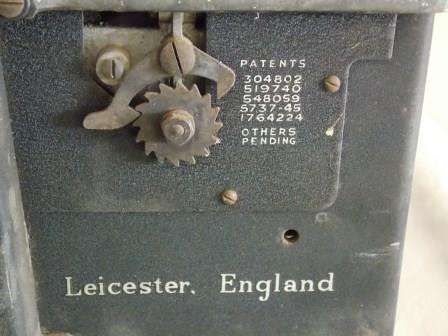 PATENTS
304802
519740
548059
5737-45
1764224
OTHERS
PENDING
Leicester, England